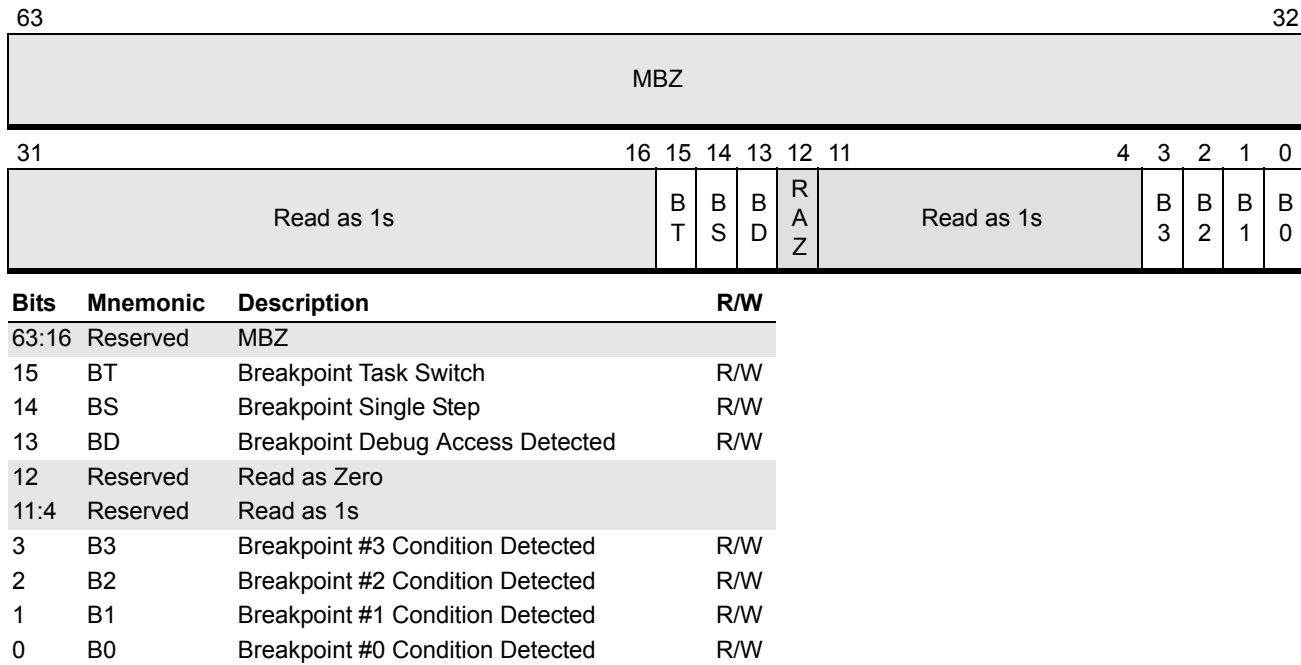 63 32
MBZ
31 16 15 14 13 12 11 4 3 2 1 0
Read as 1s B T B S B D R A Z Read as 1s B 3 B 2 B 1 B 0
Bits Mnemonic Description R/W
63:16 Reserved MBZ
15 BT Breakpoint Task Switch R/W
14 BS Breakpoint Single Step R/W
13 BD Breakpoint Debug Access Detected R/W
12 Reserved Read as Zero
11:4 Reserved Read as 1s
3 B3 Breakpoint #3 Condition Detected R/W
2 B2 Breakpoint #2 Condition Detected R/W
1 B1 Breakpoint #1 Condition Detected R/W
0 B0 Breakpoint #0 Condition Detected R/W